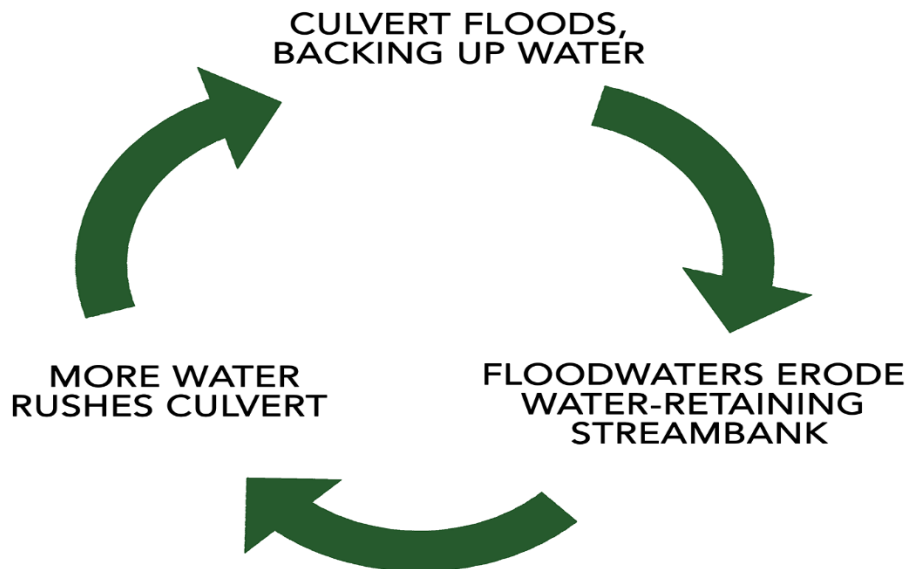 CULVERT FLOODS,
BACKING UP WATER
FLOODWATERS ERODE
WATER-RETAINING
STREAMBANK
MORE WATER
RUSHES CULVERT